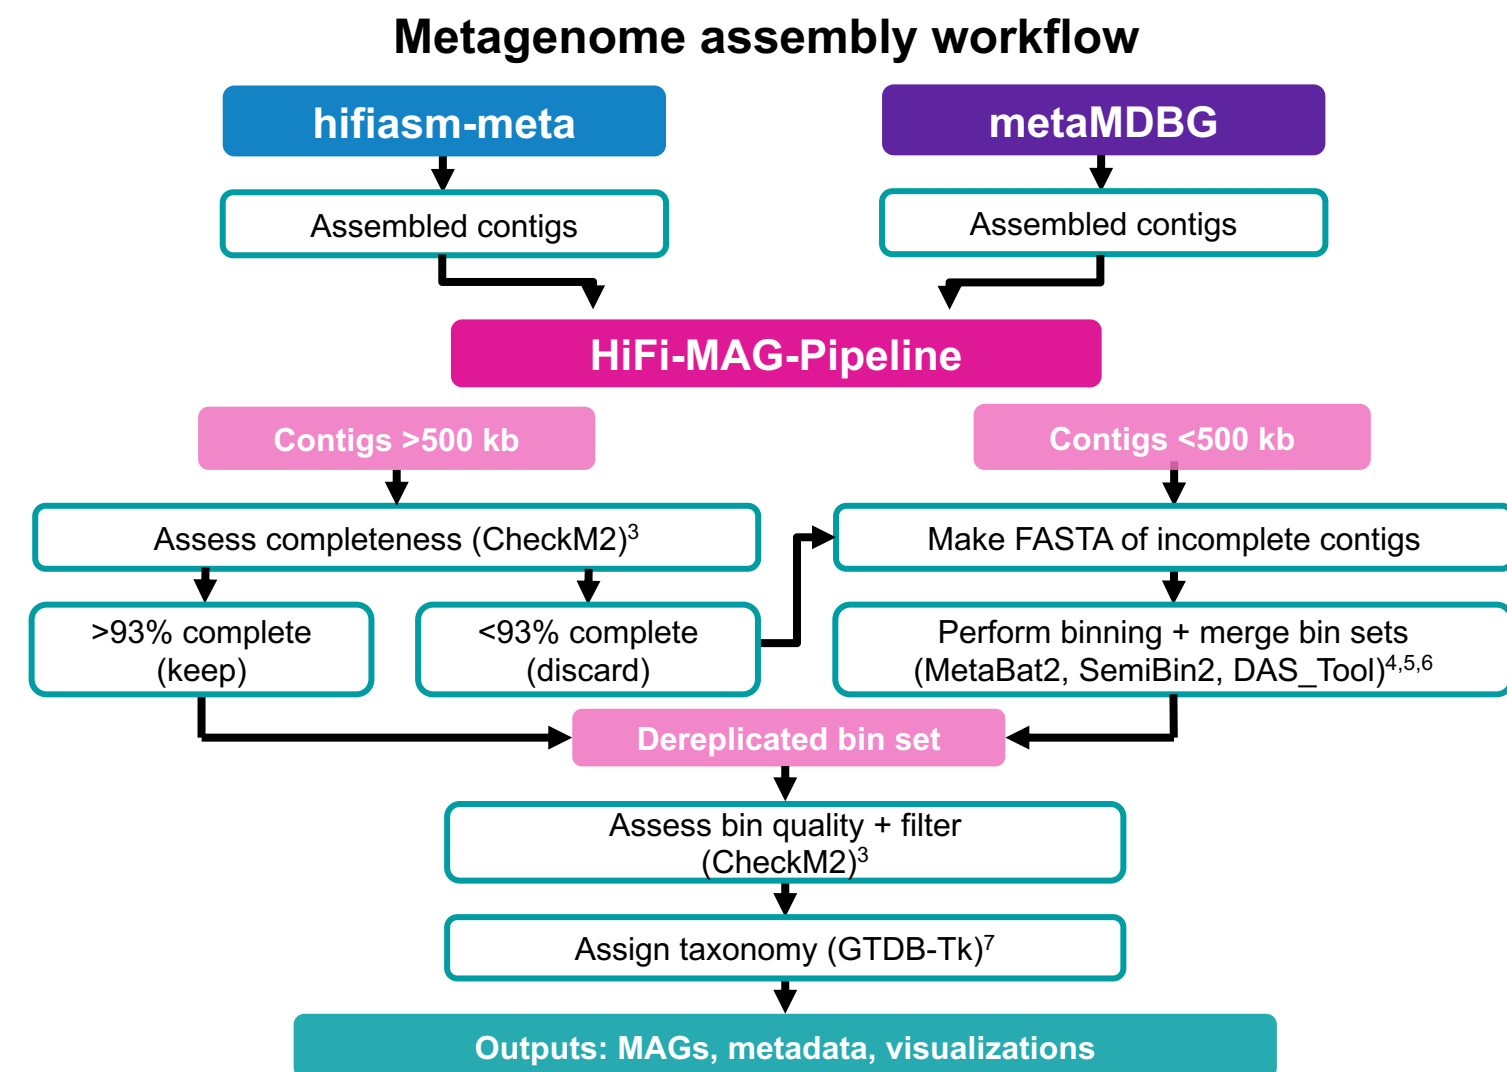 Metagenome assembly workflow
hifiasm-meta
metaMDBG
Assembled contigs
Assembled contigs
HiFi-MAG-Pipeline
Contigs >500 kb
Contigs <500 kb
Assess completeness (CheckM2)³
Make FASTA of incomplete contigs
>93% complete
(keep)
<93% complete
(discard)
Perform binning + merge bin sets
(MetaBat2, SemiBin2, DAS_Tool)⁴,⁵,⁶
Dereplicated bin set
Assess bin quality + filter
(CheckM2)³
Assign taxonomy (GTDB-Tk)⁷
Outputs: MAGs, metadata, visualizations